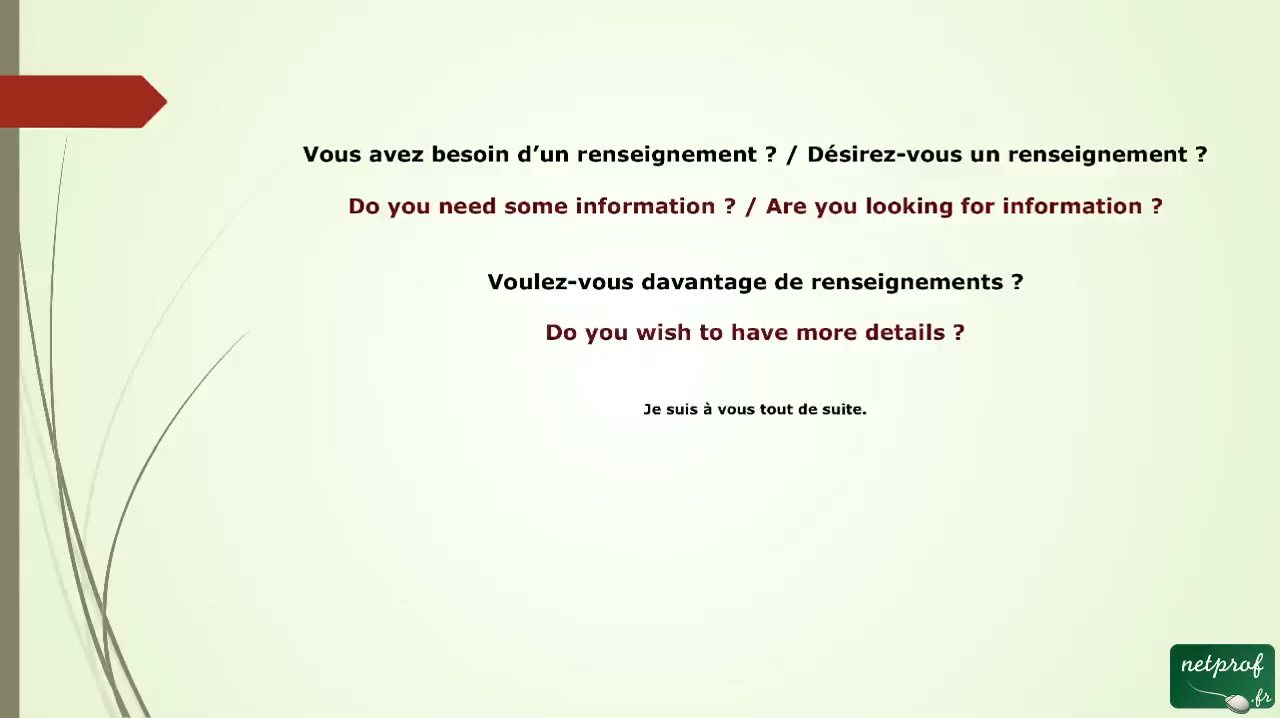 Vous avez besoin d’un renseignement ? / Désirez-vous un renseignement ?
Do you need some information ? / Are you looking for information ?
Voulez-vous davantage de renseignements ?
Do you wish to have more details ?
Je suis à vous tout de suite.
netprof
.fr